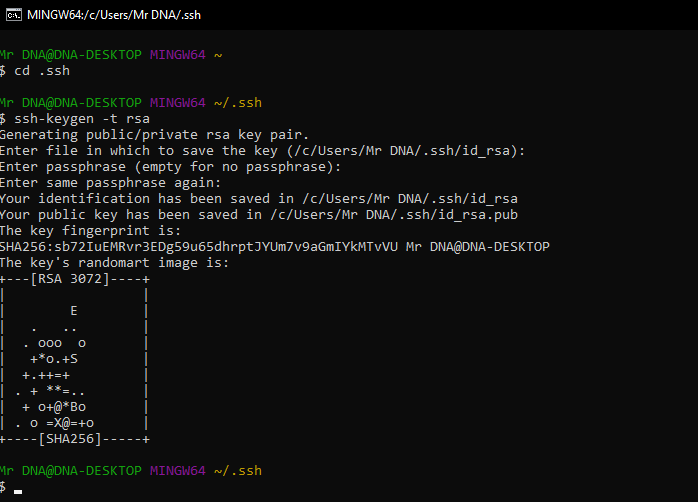 MINGW64:/c/Users/Mr DNA/.ssh
Mr DNA@DNA-DESKTOP MINGW64 ~
$ cd .ssh
Mr DNA@DNA-DESKTOP MINGW64 ~/.ssh
$ ssh-keygen -t rsa
Generating public/private rsa key pair.
Enter file in which to save the key (/c/Users/Mr DNA/.ssh/id_rsa):
Enter passphrase (empty for no passphrase):
Enter same passphrase again:
Your identification has been saved in /c/Users/Mr DNA/.ssh/id_rsa
Your public key has been saved in /c/Users/Mr DNA/.ssh/id_rsa.pub
The key fingerprint is:
SHA256:sb72IuEMRvr3EDg59u65dhrptJYUm7v9aGmIYkMTvVU Mr DNA@DNA-DESKTOP
The key's randomart image is:
+---[RSA 3072]----+
|                 |
|        E        |
|   .   ..        |
|  . ooo  o       |
|   +*o.+S        |
|  +.++=+         |
| . + **=..       |
|  + o+@*Bo       |
| . o =X@=+o      |
+----[SHA256]-----+
Mr DNA@DNA-DESKTOP MINGW64 ~/.ssh
$